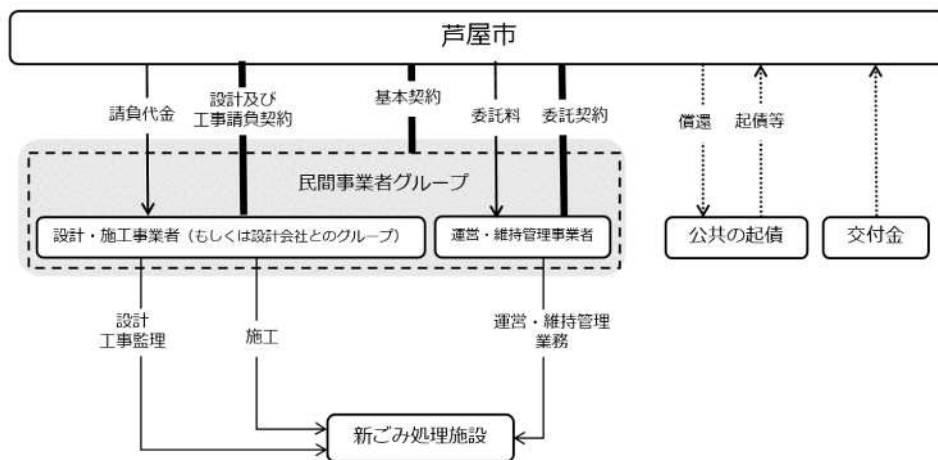 芦屋市
請負代金
設計及び
工事請負契約
基本契約
委託料
委託契約
償還
起債等
民間事業者グループ
設計・施工事業者（もしくは設計会社とのグループ）
運営・維持管理事業者
公共の起債
交付金
設計
工事監理
施工
運営・維持管理
業務
新ごみ処理施設